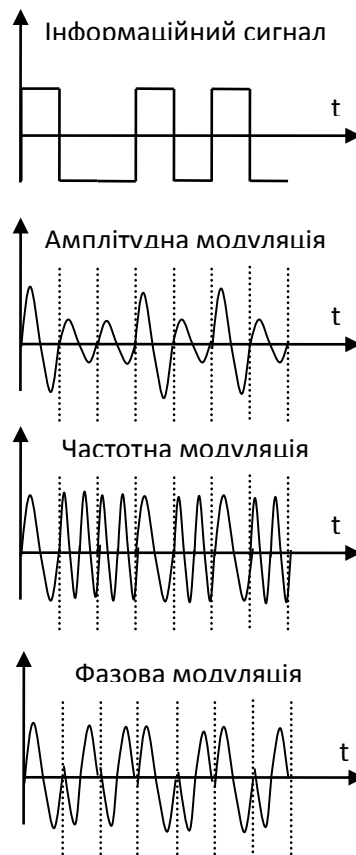 Інформаційний сигнал
t
Амплітудна модуляція
t
Частотна модуляція
t
Фазова модуляція
t